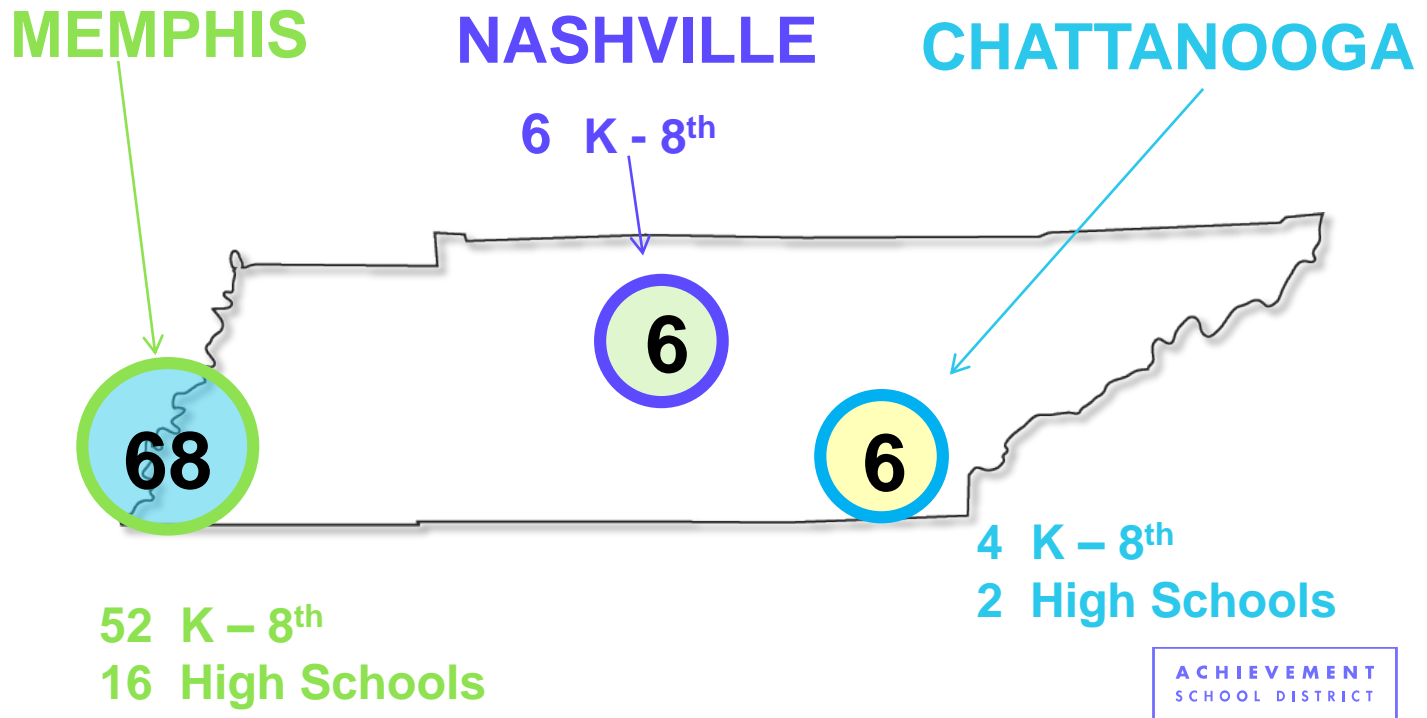 MEMPHIS
NASHVILLE
CHATTANOOGA
6 K - 8th
68
6
6
4 K – 8th
2 High Schools
52 K – 8th
16 High Schools
ACHIEVEMENT
SCHOOL DISTRICT